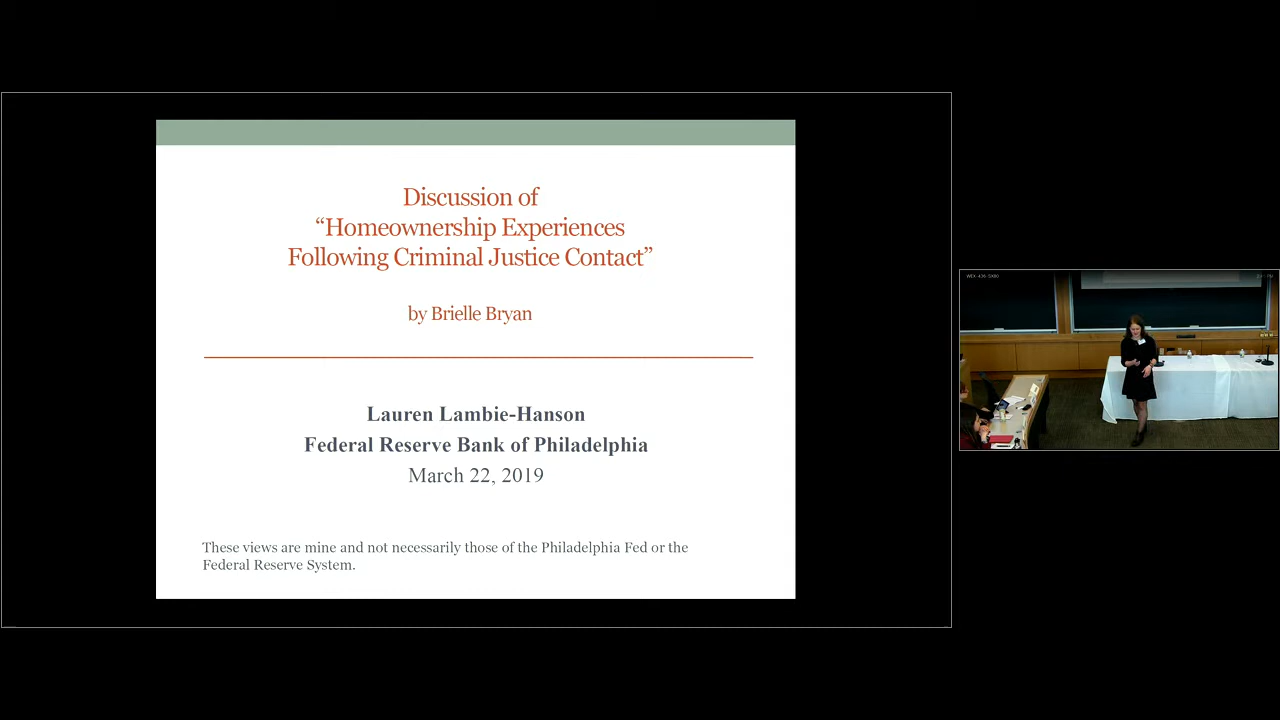 Discussion of
“Homeownership Experiences
Following Criminal Justice Contact”
by Brielle Bryan
Lauren Lambie-Hanson
Federal Reserve Bank of Philadelphia
March 22, 2019
These views are mine and not necessarily those of the Philadelphia Fed or the
Federal Reserve System.